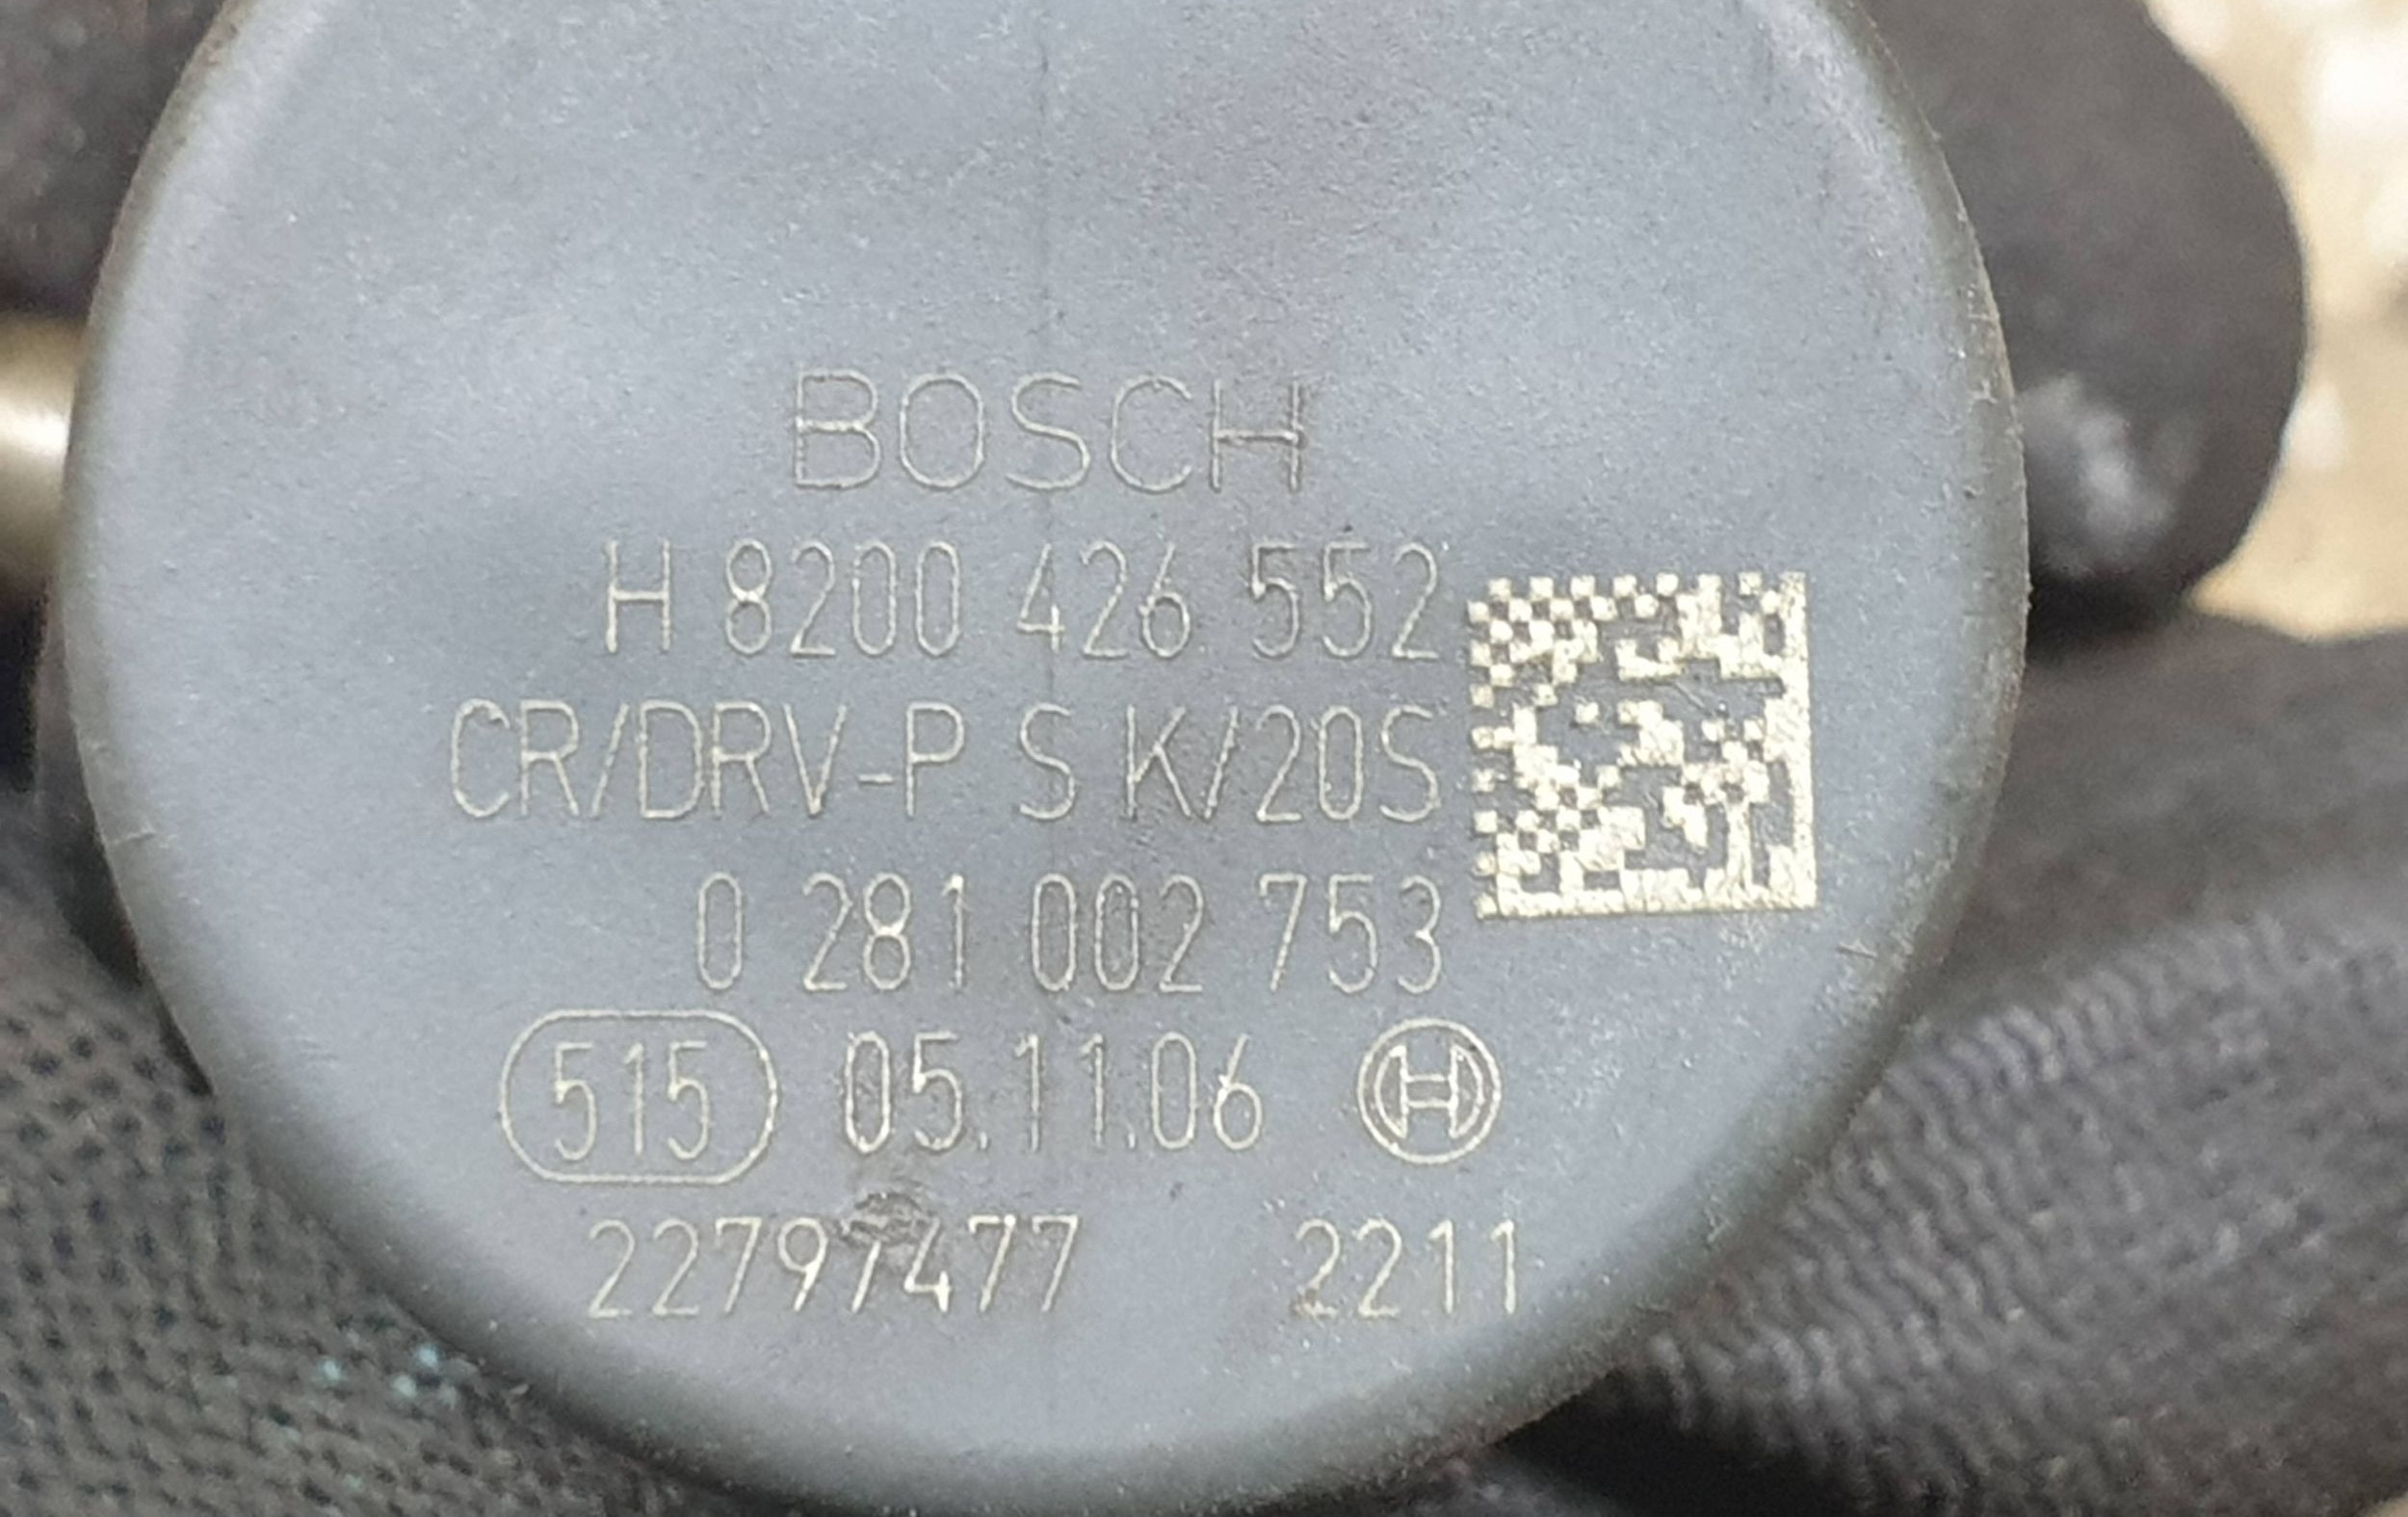 BOSCH
H 8200 426 552
CR/DRV-P S K/20S
0 281 002 753
515 05.11.06 H
22797477 2211